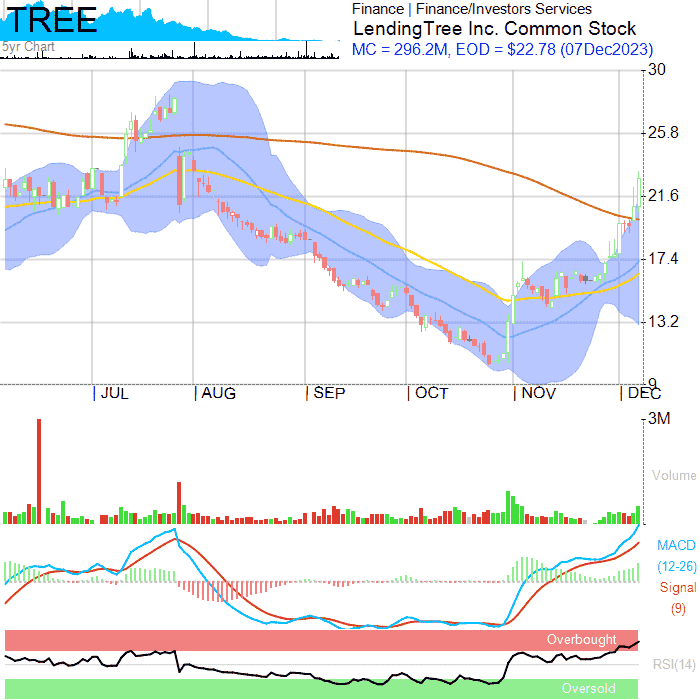 TREE
Finance | Finance/Investors Services
LendingTree Inc. Common Stock
5yr Chart
MC = 296.2M, EOD = $22.78 (07Dec2023)
30
25.8
21.6
17.4
13.2
9
JUL
AUG
SEP
OCT
NOV
DEC
3M
Volume
MACD
(12-26)
Signal
(9)
Overbought
RSI(14)
Oversold